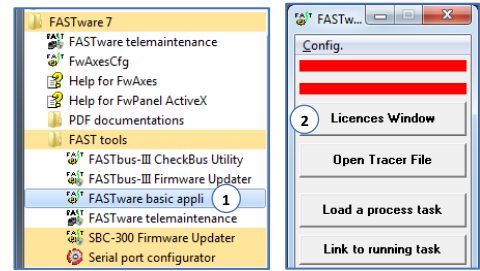 FASTware 7
FASTware telemaintenance
FwAxesCfg
Help for FwAxes
Help for FwPanel ActiveX
PDF documentations
FAST tools
FASTbus-III CheckBus Utility
FASTbus-III Firmware Updater
FASTware basic appli 1
FASTware telemaintenance
SBC-300 Firmware Updater
Serial port configurator
FASTw...
Config.
2 Licences Window
Open Tracer File
Load a process task
Link to running task